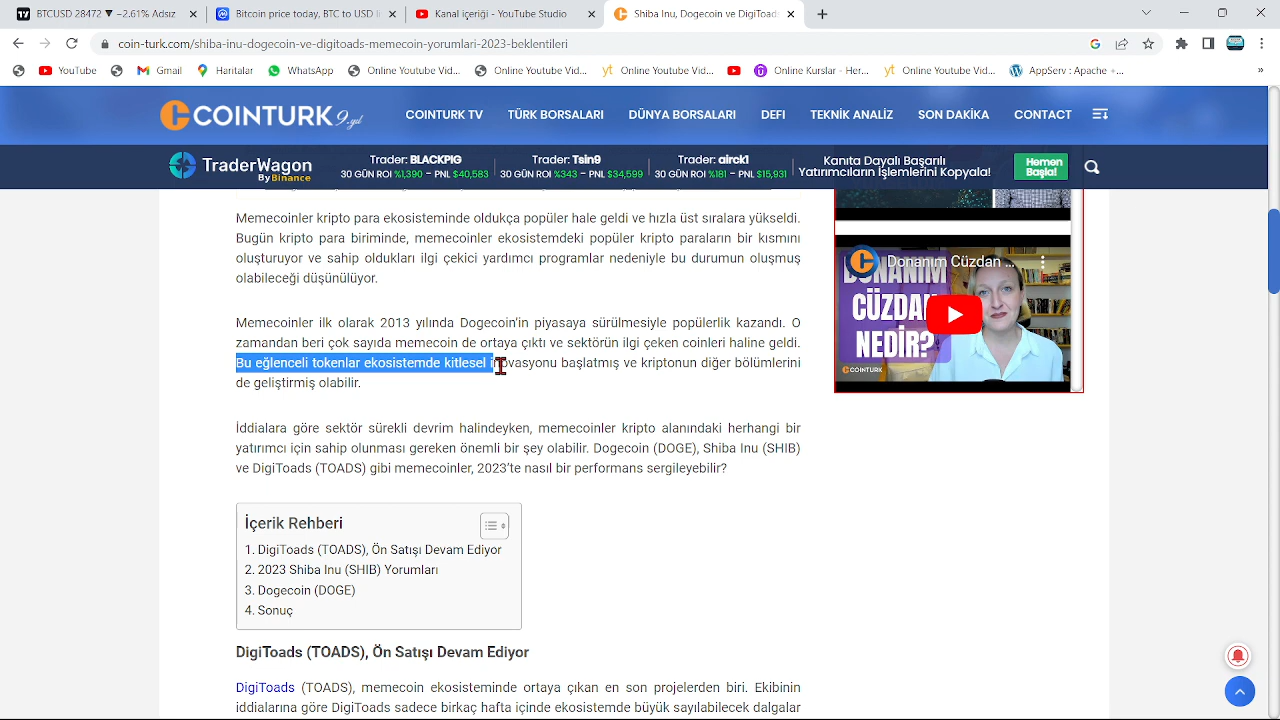 BTCUSD 28472 ▼ −2.61% Adsız
Bitcoin price today, BTC to USD li
Kanal içeriği - YouTube Studio
Shiba Inu, Dogecoin ve DigiToads
coin-turk.com/shiba-inu-dogecoin-ve-digitoads-memecoin-yorumlari-2023-beklentileri
YouTube
Gmail
Haritalar
WhatsApp
Online Youtube Vid...
Online Youtube Vid...
Online Youtube Vid...
Online Kurslar - Her...
Online Youtube Vid...
AppServ : Apache +...
»
COINTURK 9.yıl
COINTURK TV
TÜRK BORSALARI
DÜNYA BORSALARI
DEFI
TEKNİK ANALİZ
SON DAKİKA
CONTACT
TraderWagon
By Binance
Trader: BLACKPIG
30 GÜN ROI %1,390 – PNL $40,583
Trader: Tsin9
30 GÜN ROI %343 – PNL $34,599
Trader: airck1
30 GÜN ROI %181 – PNL $15,931
Kanıta Dayalı Başarılı
Yatırımcıların İşlemlerini Kopyala!
Hemen
Başla!
Memecoinler kripto para ekosisteminde oldukça popüler hale geldi ve hızla üst sıralara yükseldi.
Bugün kripto para biriminde, memecoinler ekosistemdeki popüler kripto paraların bir kısmını
oluşturuyor ve sahip oldukları ilgi çekici yardımcı programlar nedeniyle bu durumun oluşmuş
olabileceği düşünülüyor.
Memecoinler ilk olarak 2013 yılında Dogecoin’in piyasaya sürülmesiyle popülerlik kazandı. O
zamandan beri çok sayıda memecoin de ortaya çıktı ve sektörün ilgi çeken coinleri haline geldi.
Bu eğlenceli tokenlar ekosistemde kitlesel inovasyonu başlatmış ve kriptonun diğer bölümlerini
de geliştirmiş olabilir.
İddialara göre sektör sürekli devrim halindeyken, memecoinler kripto alanındaki herhangi bir
yatırımcı için sahip olunması gereken önemli bir şey olabilir. Dogecoin (DOGE), Shiba Inu (SHIB)
ve DigiToads (TOADS) gibi memecoinler, 2023’te nasıl bir performans sergileyebilir?
İçerik Rehberi
1. DigiToads (TOADS), Ön Satışı Devam Ediyor
2. 2023 Shiba Inu (SHIB) Yorumları
3. Dogecoin (DOGE)
4. Sonuç
DigiToads (TOADS), Ön Satışı Devam Ediyor
DigiToads (TOADS), memecoin ekosisteminde ortaya çıkan en son projelerden biri. Ekibinin
iddialarına göre DigiToads sadece birkaç hafta içinde ekosistemde büyük sayılabilecek dalgalar
Donanım Cüzdan ...
DONANIM
CÜZDAN
NEDİR?
COINTURK